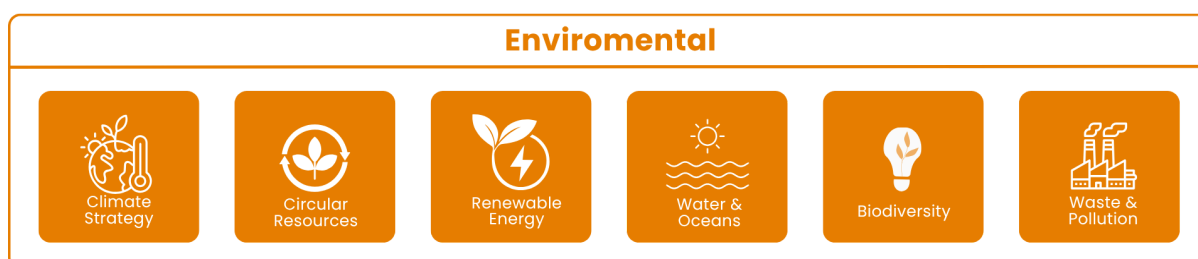 Enviromental
Climate
Strategy
Circular
Resources
Renewable
Energy
Water &
Oceans
Biodiversity
Waste &
Pollution